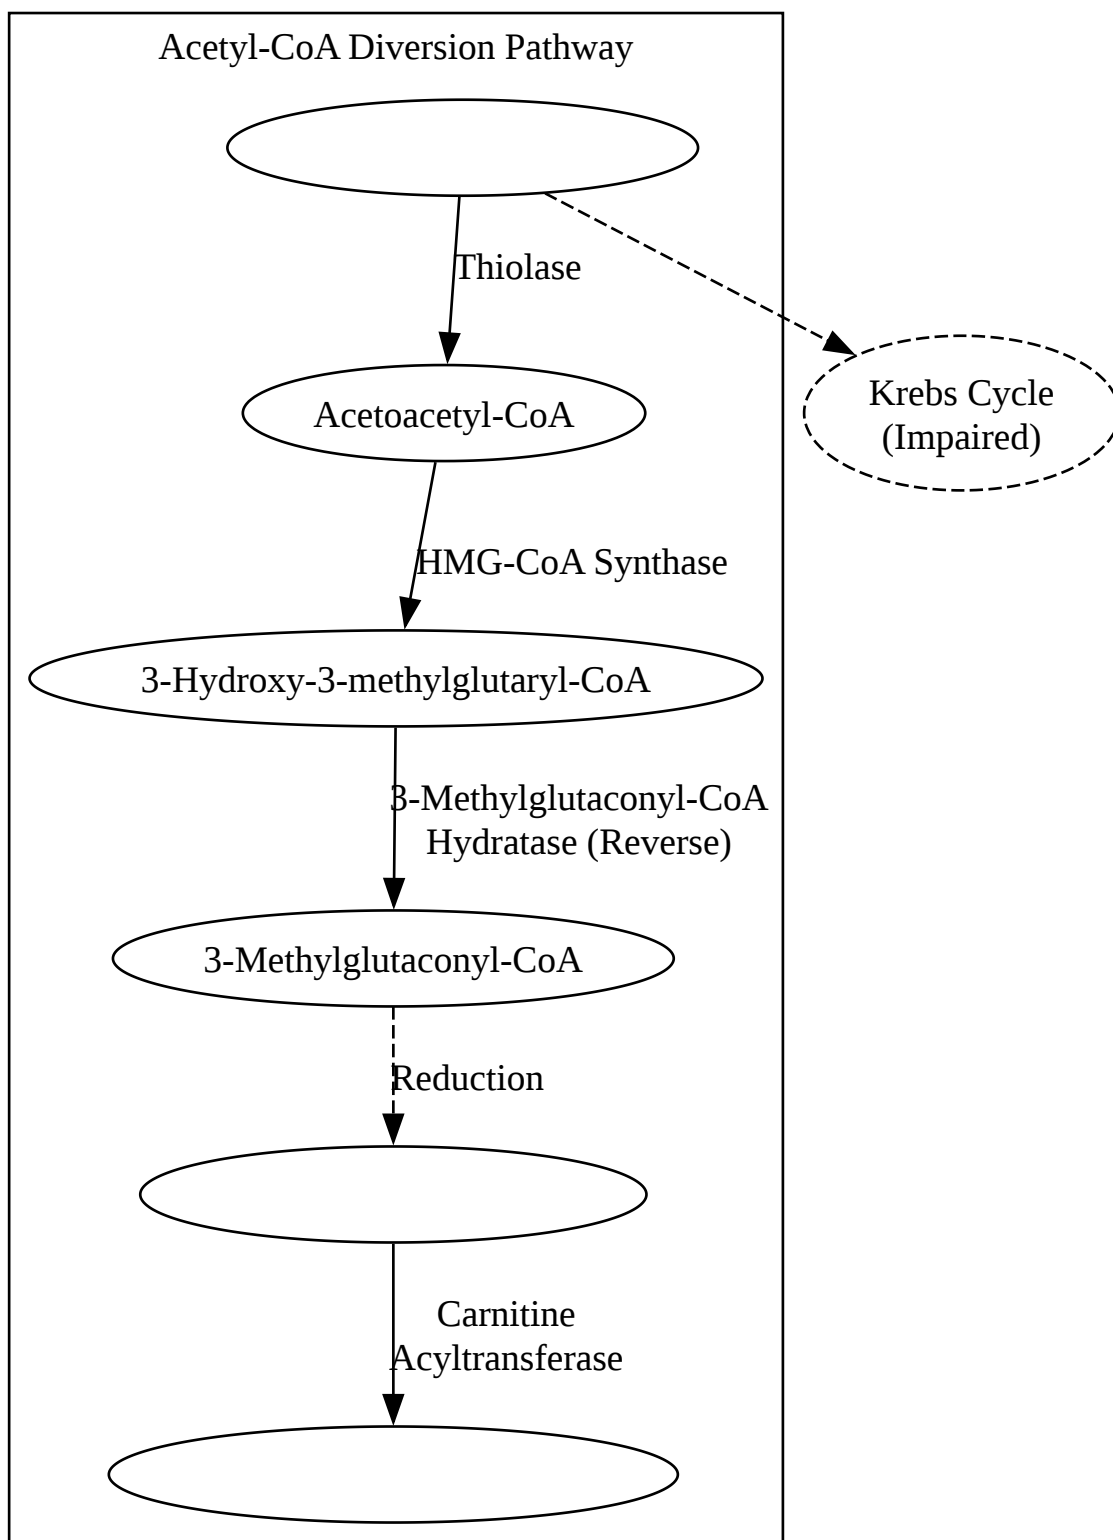 Acetyl-CoA Diversion Pathway
Thiolase
Acetoacetyl-CoA
Krebs Cycle
(Impaired)
HMG-CoA Synthase
3-Hydroxy-3-methylglutaryl-CoA
3-Methylglutaconyl-CoA
Hydratase (Reverse)
3-Methylglutaconyl-CoA
Reduction
Carnitine
Acyltransferase